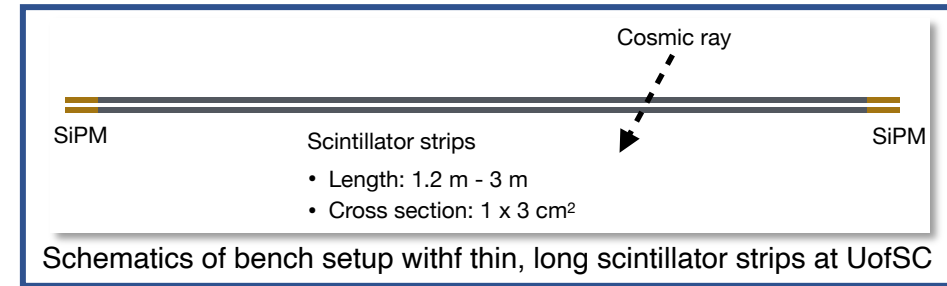 Cosmic ray
SiPM
SiPM
Scintillator strips
• Length: 1.2 m - 3 m
• Cross section: 1 x 3 cm²
Schematics of bench setup withf thin, long scintillator strips at UofSC